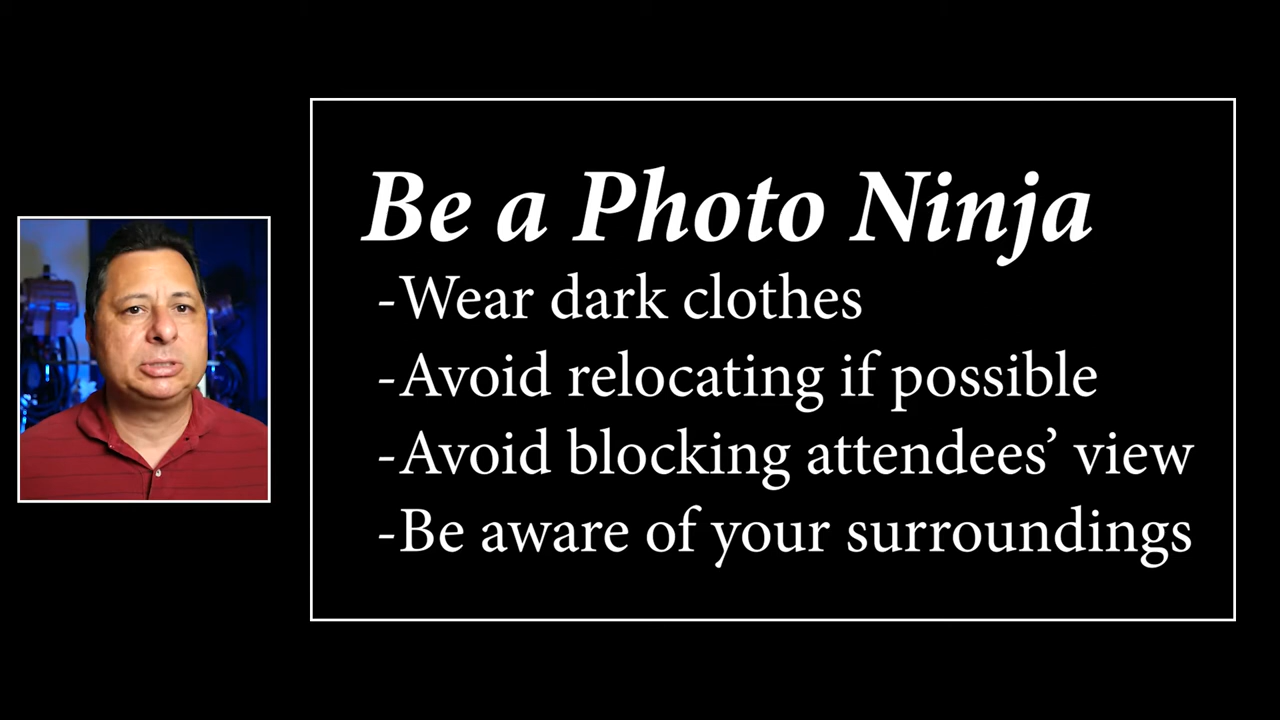 Be a Photo Ninja
-Wear dark clothes
-Avoid relocating if possible
-Avoid blocking attendees’ view
-Be aware of your surroundings